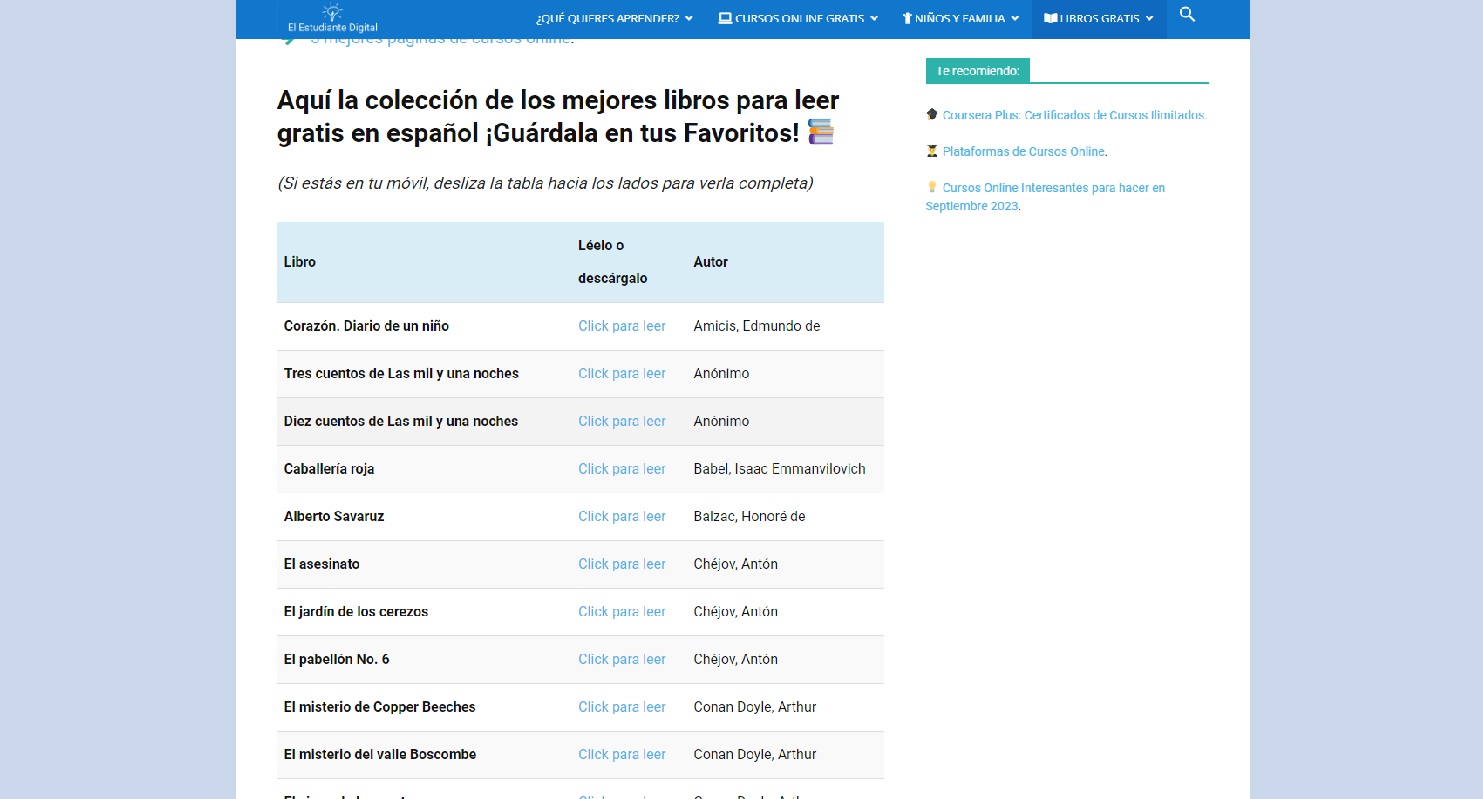 El Estudiante Digital
¿QUÉ QUIERES APRENDER?
CURSOS ONLINE GRATIS
NIÑOS Y FAMILIA
LIBROS GRATIS
5 mejores páginas de cursos online.
Aquí la colección de los mejores libros para leer
gratis en español ¡Guárdala en tus Favoritos!
(Si estás en tu móvil, desliza la tabla hacia los lados para verla completa)
Libro Léelo o descárgalo Autor
Corazón. Diario de un niño Click para leer Amicis, Edmundo de
Tres cuentos de Las mil y una noches Click para leer Anónimo
Diez cuentos de Las mil y una noches Click para leer Anónimo
Caballería roja Click para leer Babel, Isaac Emmanvilovich
Alberto Savaruz Click para leer Balzac, Honoré de
El asesinato Click para leer Chéjov, Antón
El jardín de los cerezos Click para leer Chéjov, Antón
El pabellón No. 6 Click para leer Chéjov, Antón
El misterio de Copper Beeches Click para leer Conan Doyle, Arthur
El misterio del valle Boscombe Click para leer Conan Doyle, Arthur
Te recomiendo:
Coursera Plus: Certificados de Cursos Ilimitados.
Plataformas de Cursos Online.
Cursos Online Interesantes para hacer en
Septiembre 2023.